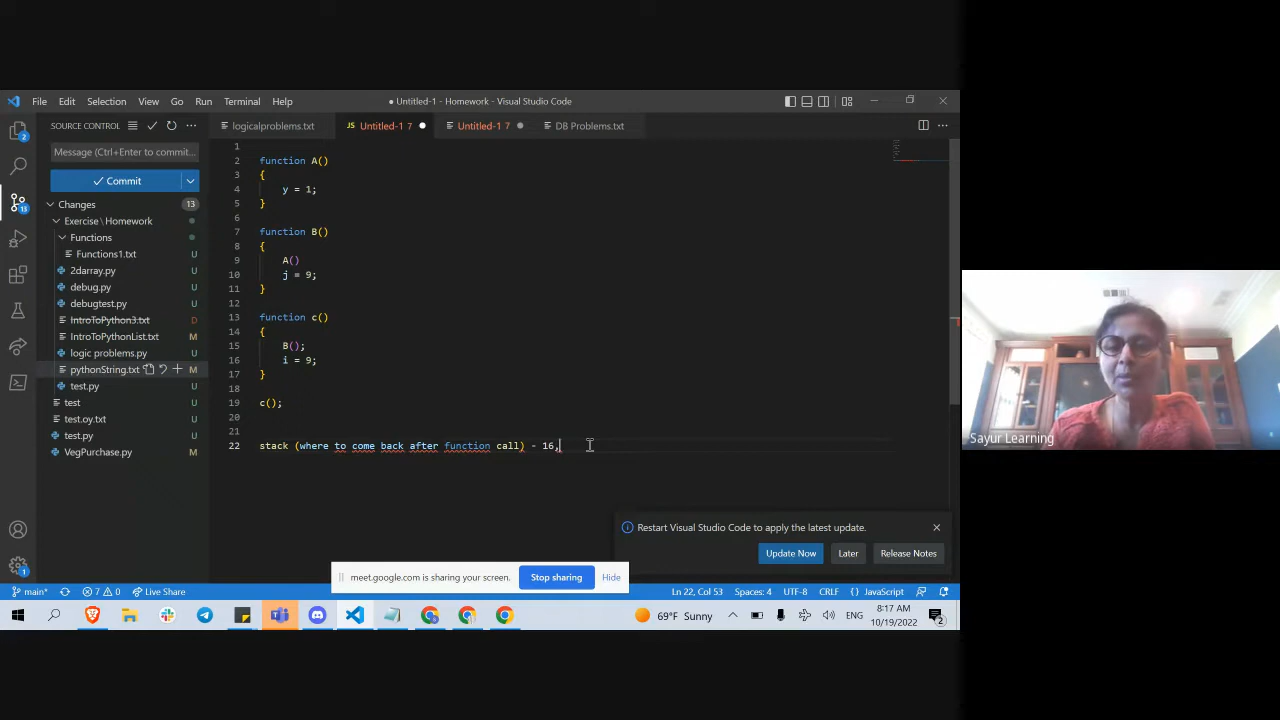 File Edit Selection View Go Run Terminal Help
● Untitled-1 - Homework - Visual Studio Code
SOURCE CONTROL
logicalproblems.txt
JS Untitled-1 7
Untitled-1 7
DB Problems.txt
Message (Ctrl+Enter to commit...
Commit
Changes 13
Exercise \ Homework
Functions
Functions1.txt U
2darray.py U
debug.py U
debugtest.py U
IntroToPython3.txt D
IntroToPythonList.txt M
logic problems.py U
pythonString.txt M
test.py U
test U
test.oy.txt U
test.py U
VegPurchase.py U
2
13
1
1
2 function A()
3 {
4 y = 1;
5 }
6
7 function B()
8 {
9 A()
10 j = 9;
11 }
12
13 function c()
14 {
15 B();
16 i = 9;
17 }
18
19 c();
20
21
22 stack (where to come back after function call) - 16,
Sayur Learning
Restart Visual Studio Code to apply the latest update.
Update Now Later Release Notes
meet.google.com is sharing your screen. Stop sharing Hide
main* 7 0 Live Share
Ln 22, Col 53 Spaces: 4 UTF-8 CRLF {} JavaScript
69°F Sunny
ENG
8:17 AM
10/19/2022
2